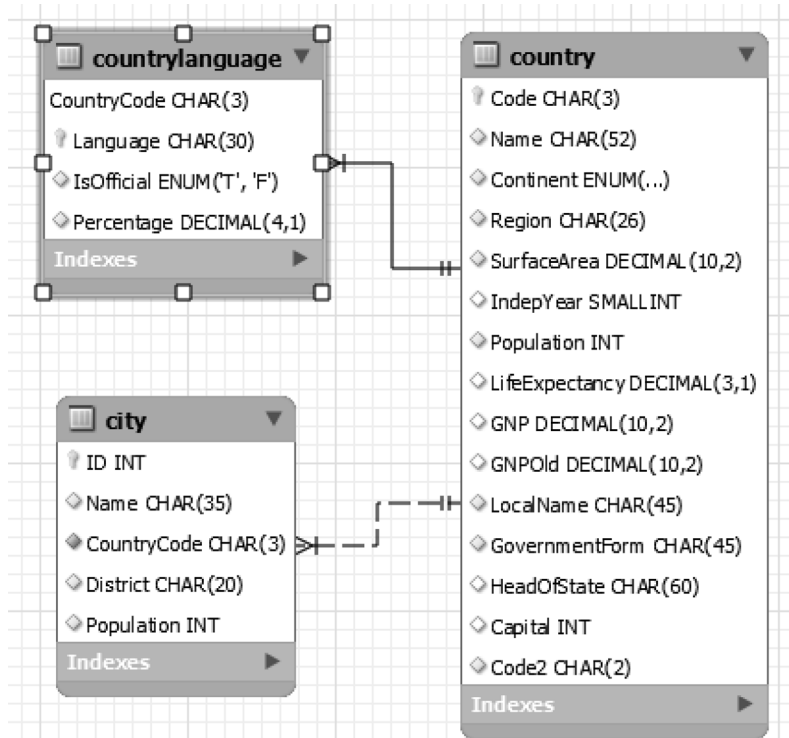 countrylanguage
CountryCode CHAR(3)
Language CHAR(30)
IsOfficial ENUM('T', 'F')
Percentage DECIMAL(4,1)
Indexes
country
Code CHAR(3)
Name CHAR(52)
Continent ENUM(...)
Region CHAR(26)
SurfaceArea DECIMAL(10,2)
IndepYear SMALLINT
Population INT
LifeExpectancy DECIMAL(3,1)
GNP DECIMAL(10,2)
GNPOld DECIMAL(10,2)
LocalName CHAR(45)
GovernmentForm CHAR(45)
HeadOfState CHAR(60)
Capital INT
Code2 CHAR(2)
Indexes
city
ID INT
Name CHAR(35)
CountryCode CHAR(3)
District CHAR(20)
Population INT
Indexes